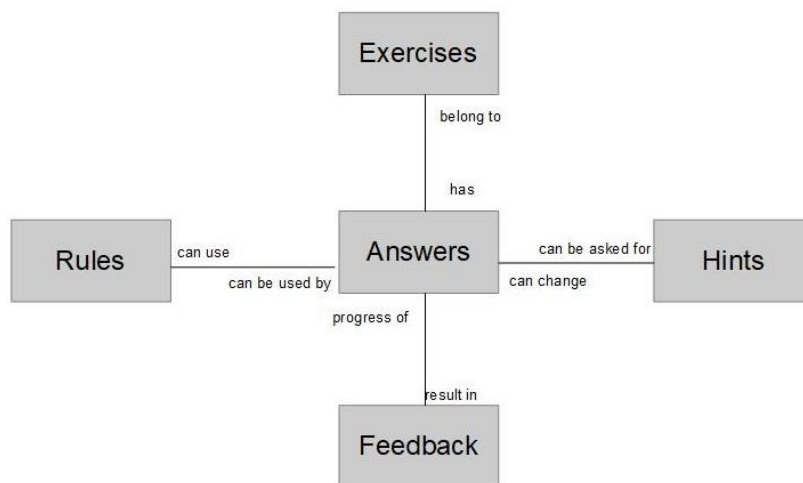 Exercises
belong to
has
Rules
can use
can be used by
Answers
can be asked for
can change
Hints
progress of
result in
Feedback